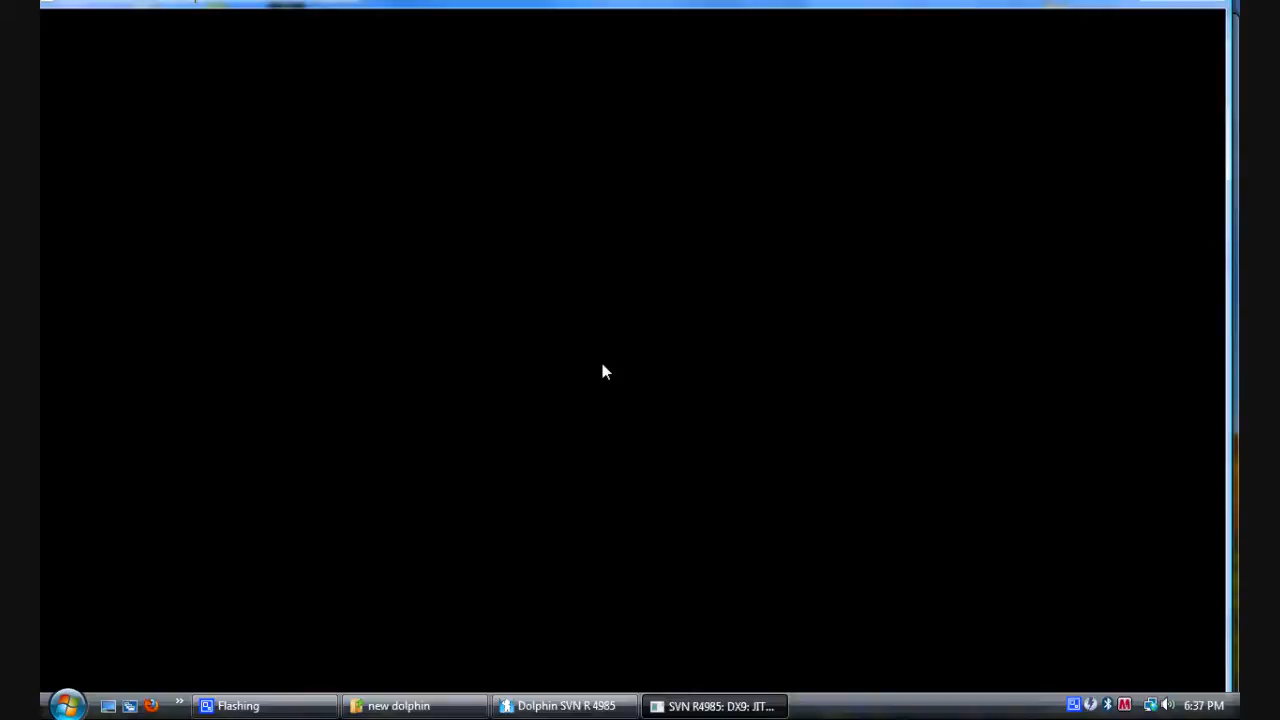 Flashing
new dolphin
Dolphin SVN R 4985
SVN R4985: DX9: JIT...
6:37 PM